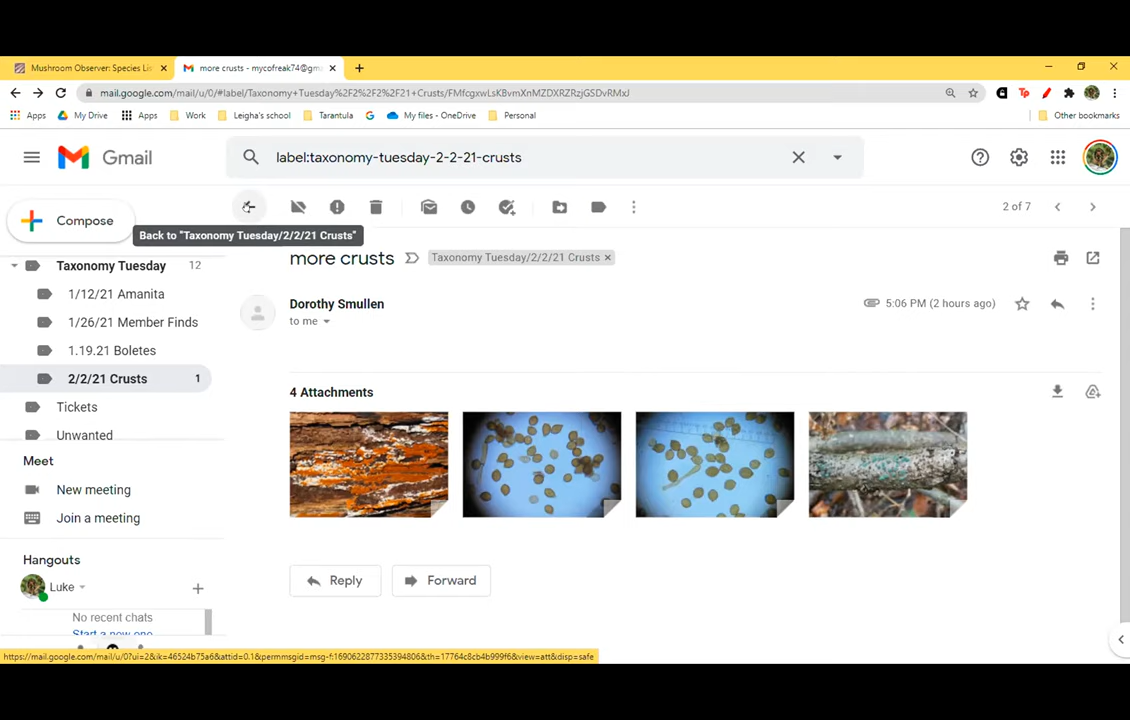 Mushroom Observer: Species Lis
more crusts - mycofreak74@gma
mail.google.com/mail/u/0/#label/Taxonomy+Tuesday%2F2%2F2%2F21+Crusts/FMfcgxwLsKBvmXnMZDXRZRzjGSDvRMxJ
Apps My Drive Apps Work Leigha's school Tarantula My files - OneDrive Personal Other bookmarks
Gmail
label:taxonomy-tuesday-2-2-21-crusts
Compose
2 of 7
Back to "Taxonomy Tuesday/2/2/21 Crusts"
more crusts
Taxonomy Tuesday/2/2/21 Crusts ×
Taxonomy Tuesday 12
1/12/21 Amanita
1/26/21 Member Finds
1.19.21 Boletes
2/2/21 Crusts 1
Tickets
Unwanted
Dorothy Smullen
to me
5:06 PM (2 hours ago)
4 Attachments
Meet
New meeting
Join a meeting
Hangouts
Luke
No recent chats
Start a new one
Reply
Forward
https://mail.google.com/mail/u/0?ui=2&ik=46524b75a6&attid=0.1&permmsgid=msg-f:1690622877335394806&th=17764c8cb4b999f6&view=att&disp=safe